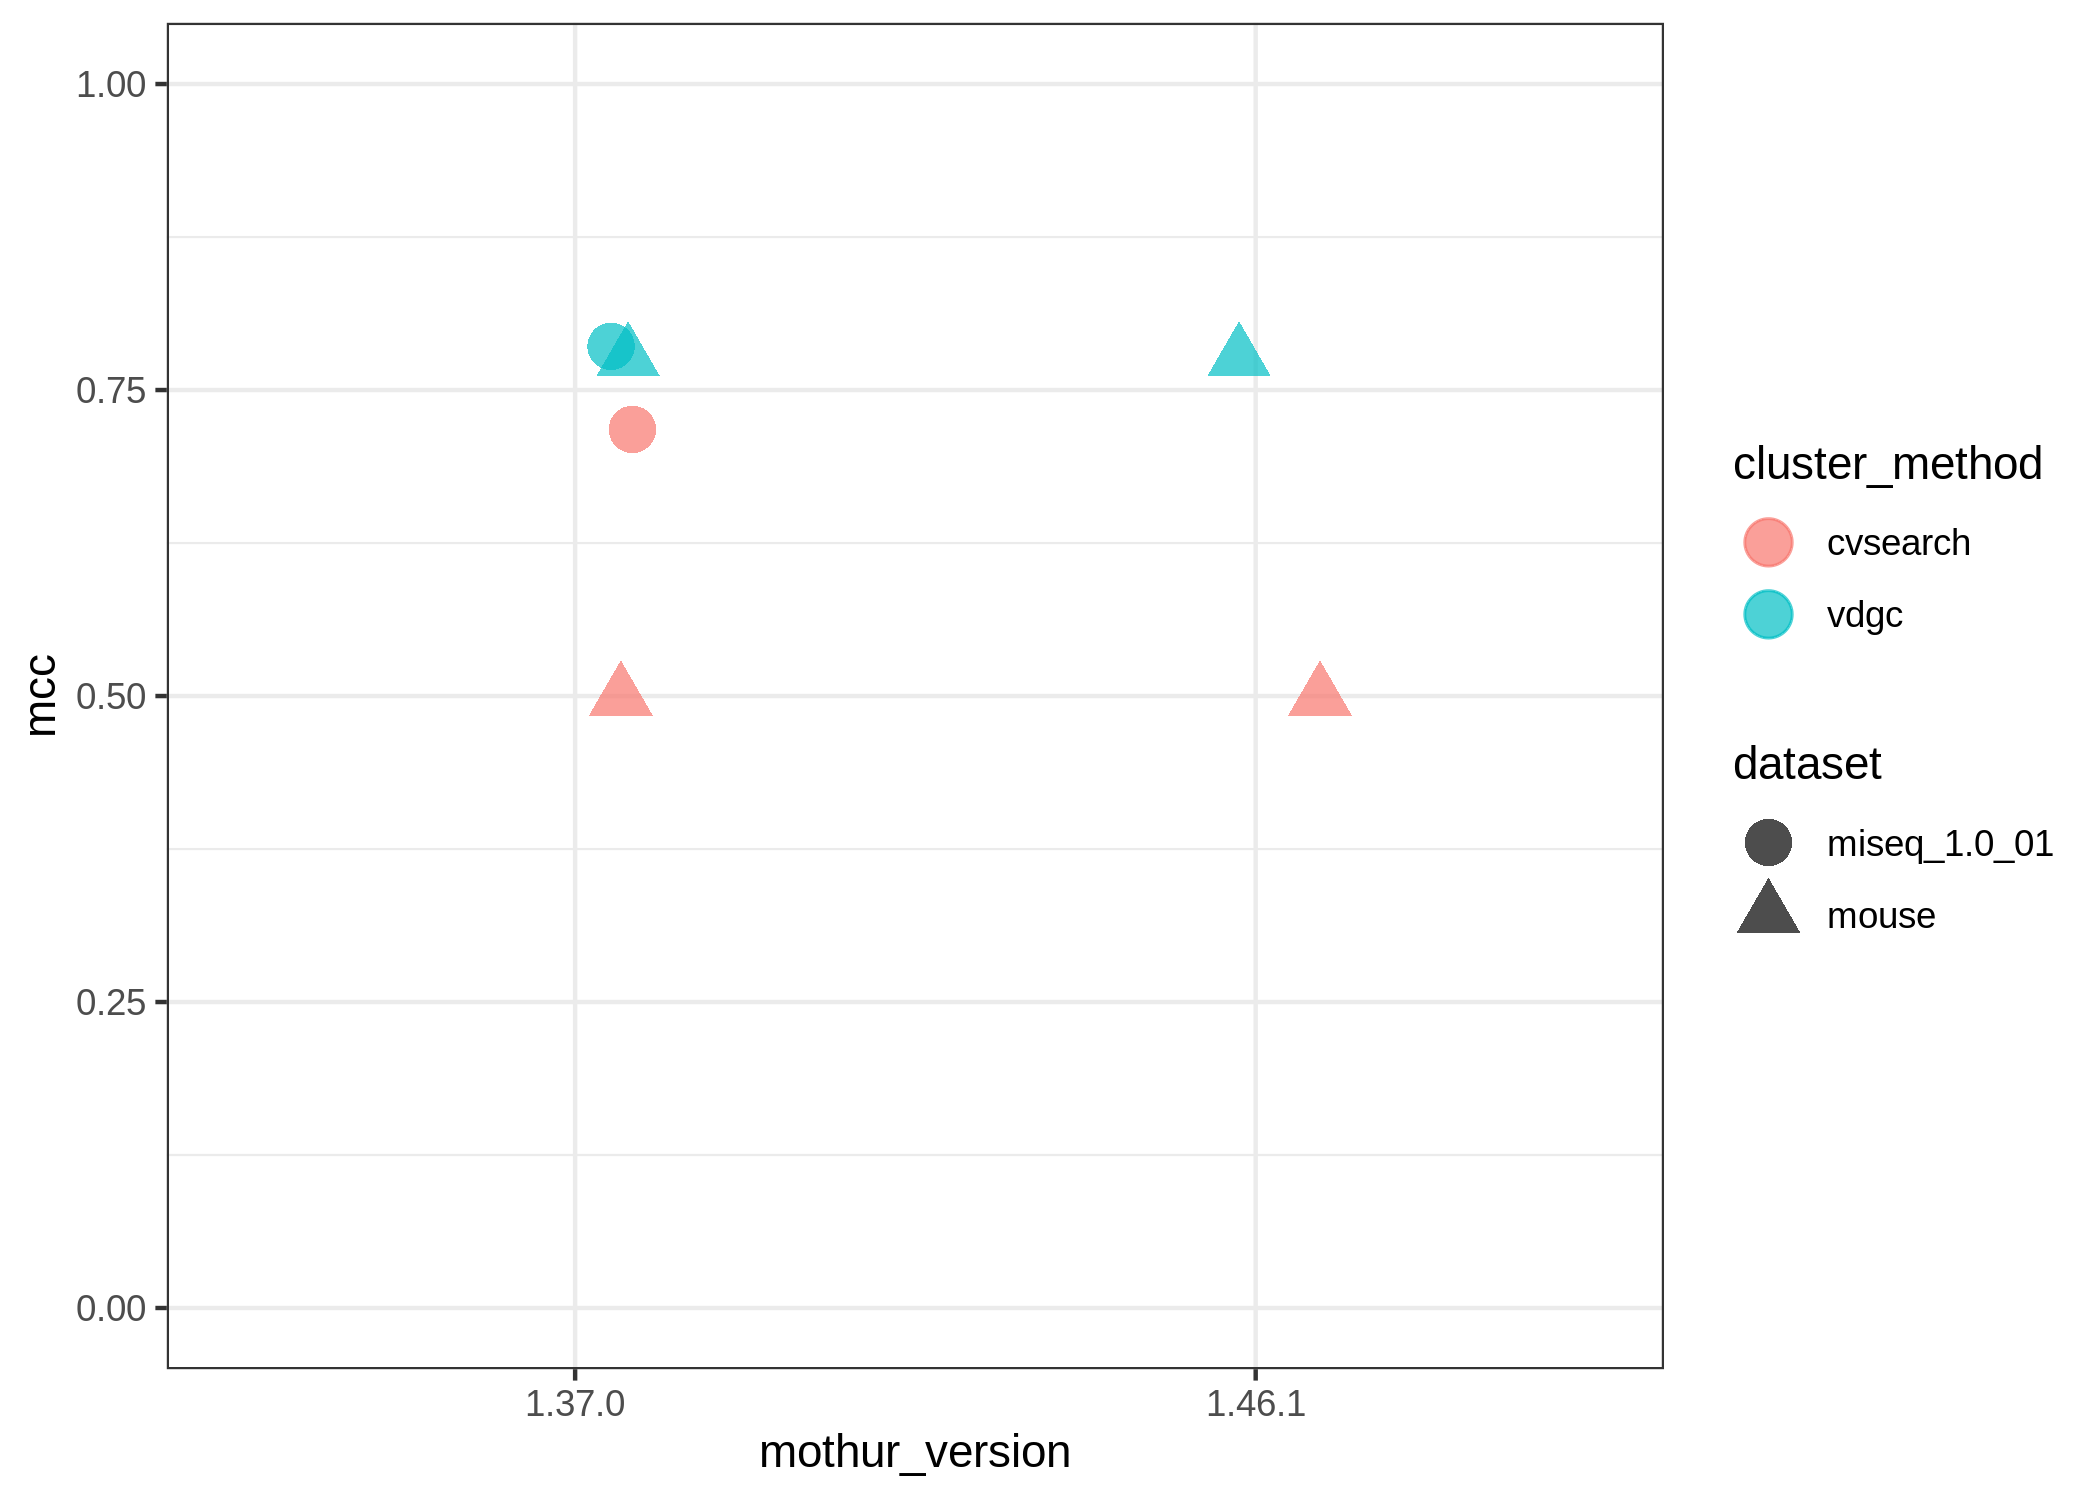 1.00
0.75
0.50
0.25
0.00
mcc
1.37.0
1.46.1
mothur_version
cluster_method
cvsearch
vdgc
dataset
miseq_1.0_01
mouse